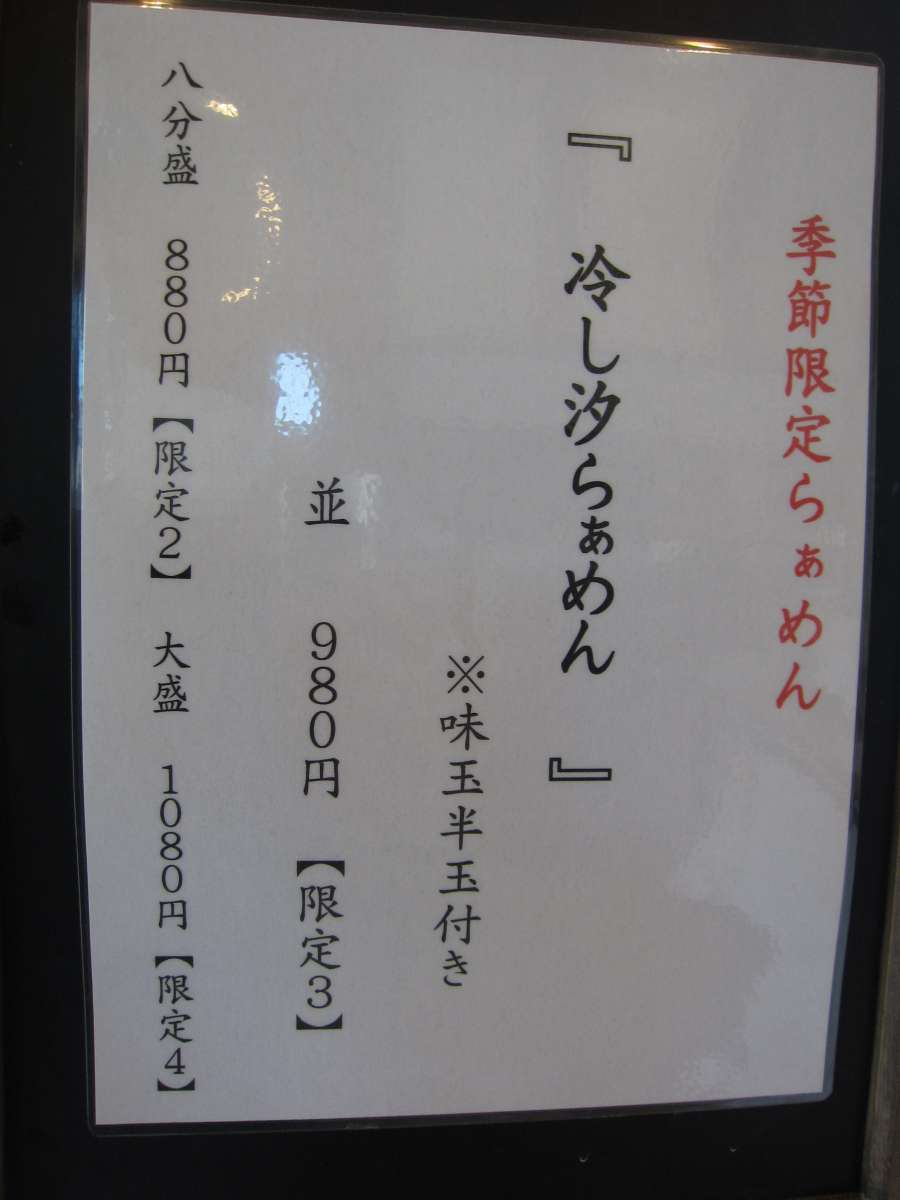 季節限定らぁめん
『 冷し汐らぁめん 』
※味玉半玉付き
並 980円 【限定3】
八分盛 880円 【限定2】 大盛 1080円 【限定4】